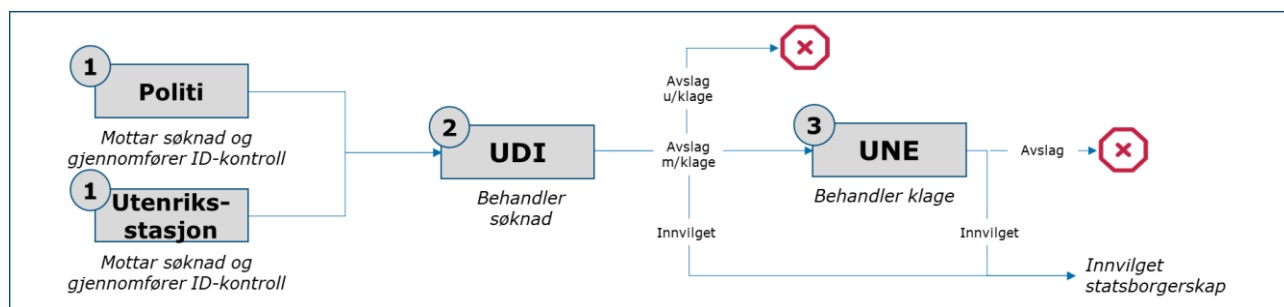 1
Politi
Mottar søknad og
gjennomfører ID-kontroll
1
Utenriks-
stasjon
Mottar søknad og
gjennomfører ID-kontroll
2
UDI
Behandler
søknad
Avslag
u/klage
Avslag
m/klage
Innvilget
3
UNE
Behandler klage
Avslag
Innvilget
Innvilget
statsborgerskap